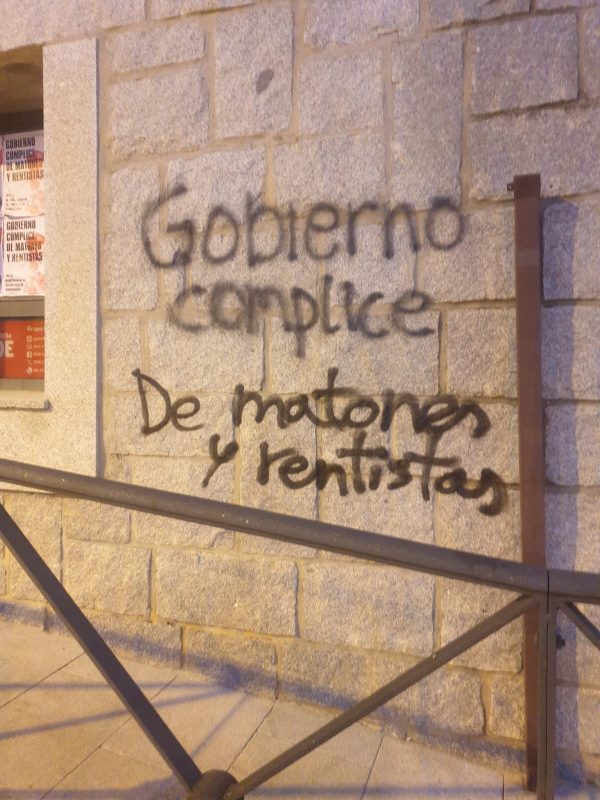 GOBIERNO
COMPLICE
DE MATONES
Y RENTISTAS
GOBIERNO
COMPLICE
DE MATONES
Y RENTISTAS
Gobierno
complice
De matones
y rentistas